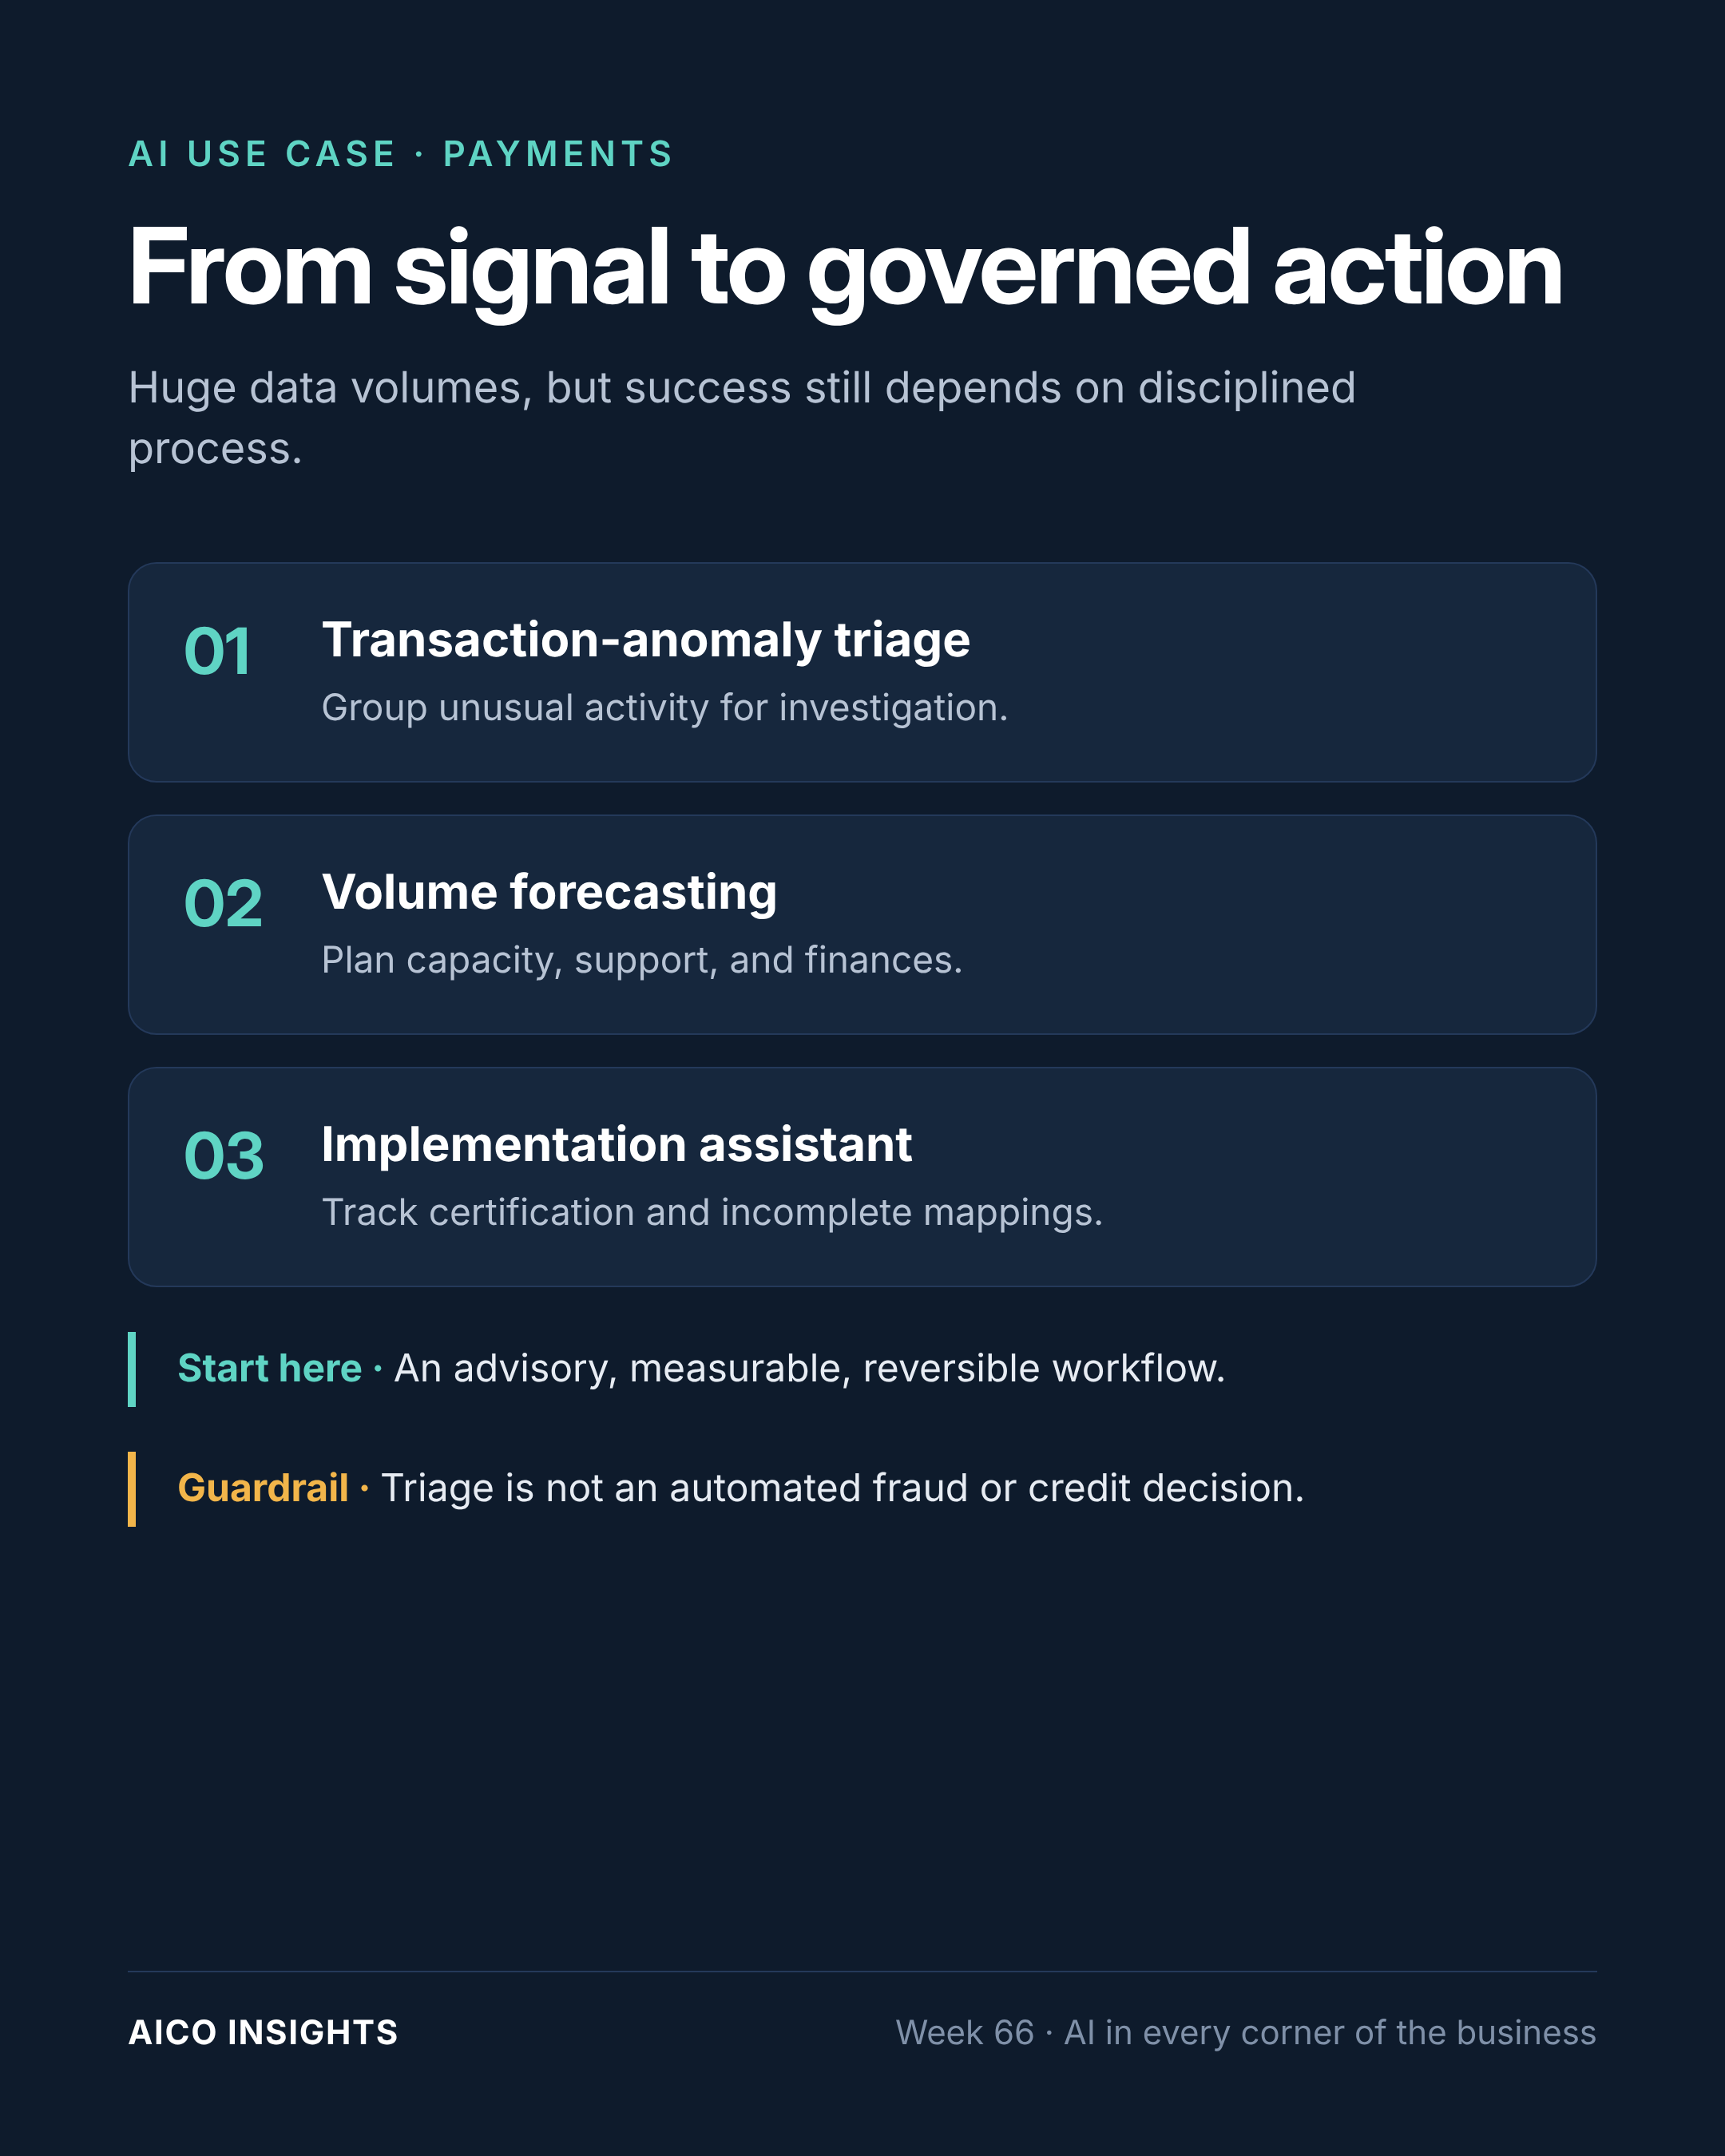 AI USE CASE · PAYMENTS
From signal to governed action
Huge data volumes, but success still depends on disciplined
process.
01
Transaction-anomaly triage
Group unusual activity for investigation.
02
Volume forecasting
Plan capacity, support, and finances.
03
Implementation assistant
Track certification and incomplete mappings.
Start here · An advisory, measurable, reversible workflow.
Guardrail · Triage is not an automated fraud or credit decision.
AICO INSIGHTS
Week 66 · AI in every corner of the business